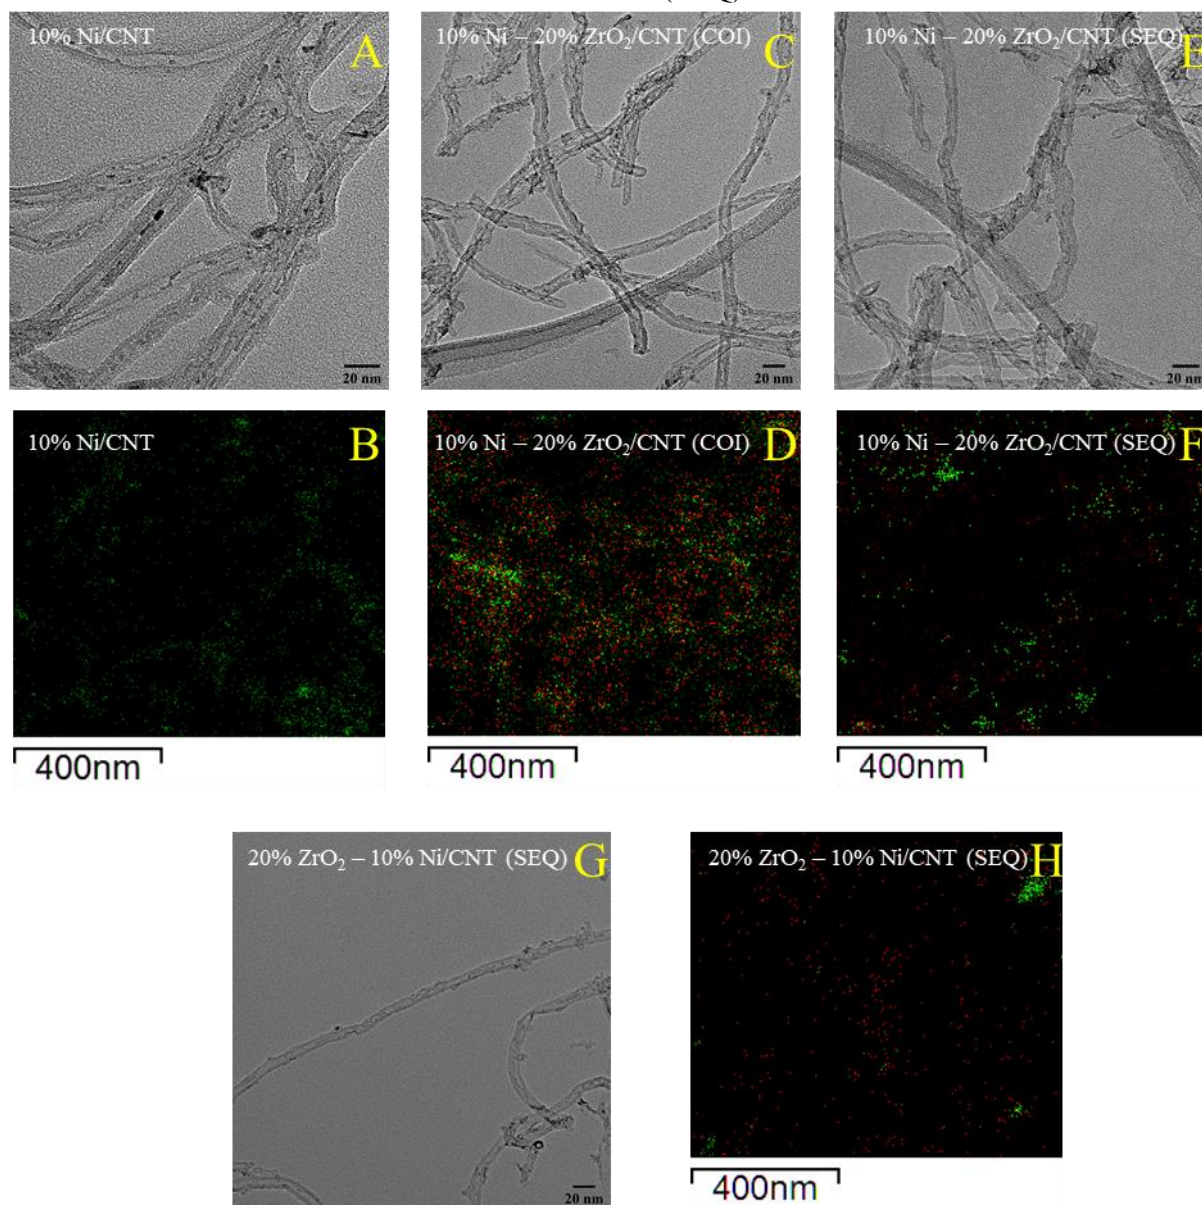 10% Ni/CNT A
10% Ni – 20% ZrO₂/CNT (COI) C
10% Ni – 20% ZrO₂/CNT (SEQ) E
20 nm
20 nm
20 nm
10% Ni/CNT B
10% Ni – 20% ZrO₂/CNT (COI) D
10% Ni – 20% ZrO₂/CNT (SEQ) F
400nm
400nm
400nm
20% ZrO₂ – 10% Ni/CNT (SEQ) G
20% ZrO₂ – 10% Ni/CNT (SEQ) H
20 nm
400nm